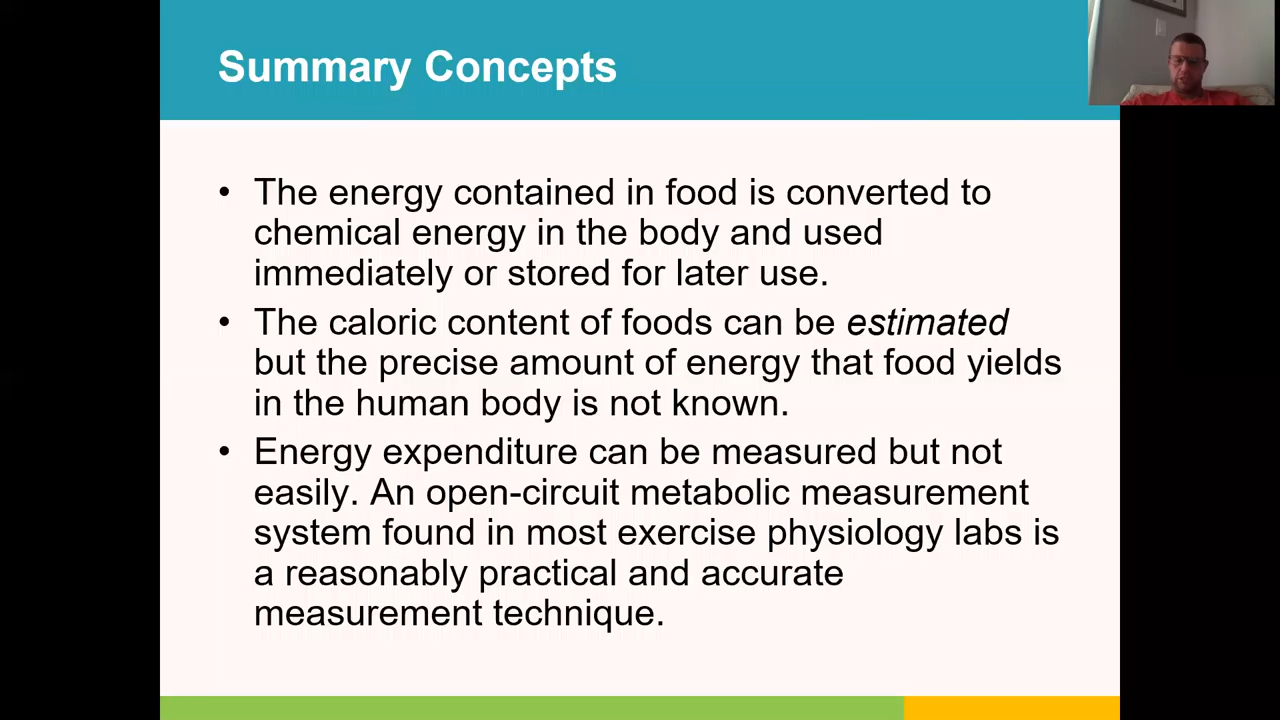 Summary Concepts
• The energy contained in food is converted to
chemical energy in the body and used
immediately or stored for later use.
• The caloric content of foods can be estimated
but the precise amount of energy that food yields
in the human body is not known.
• Energy expenditure can be measured but not
easily. An open-circuit metabolic measurement
system found in most exercise physiology labs is
a reasonably practical and accurate
measurement technique.